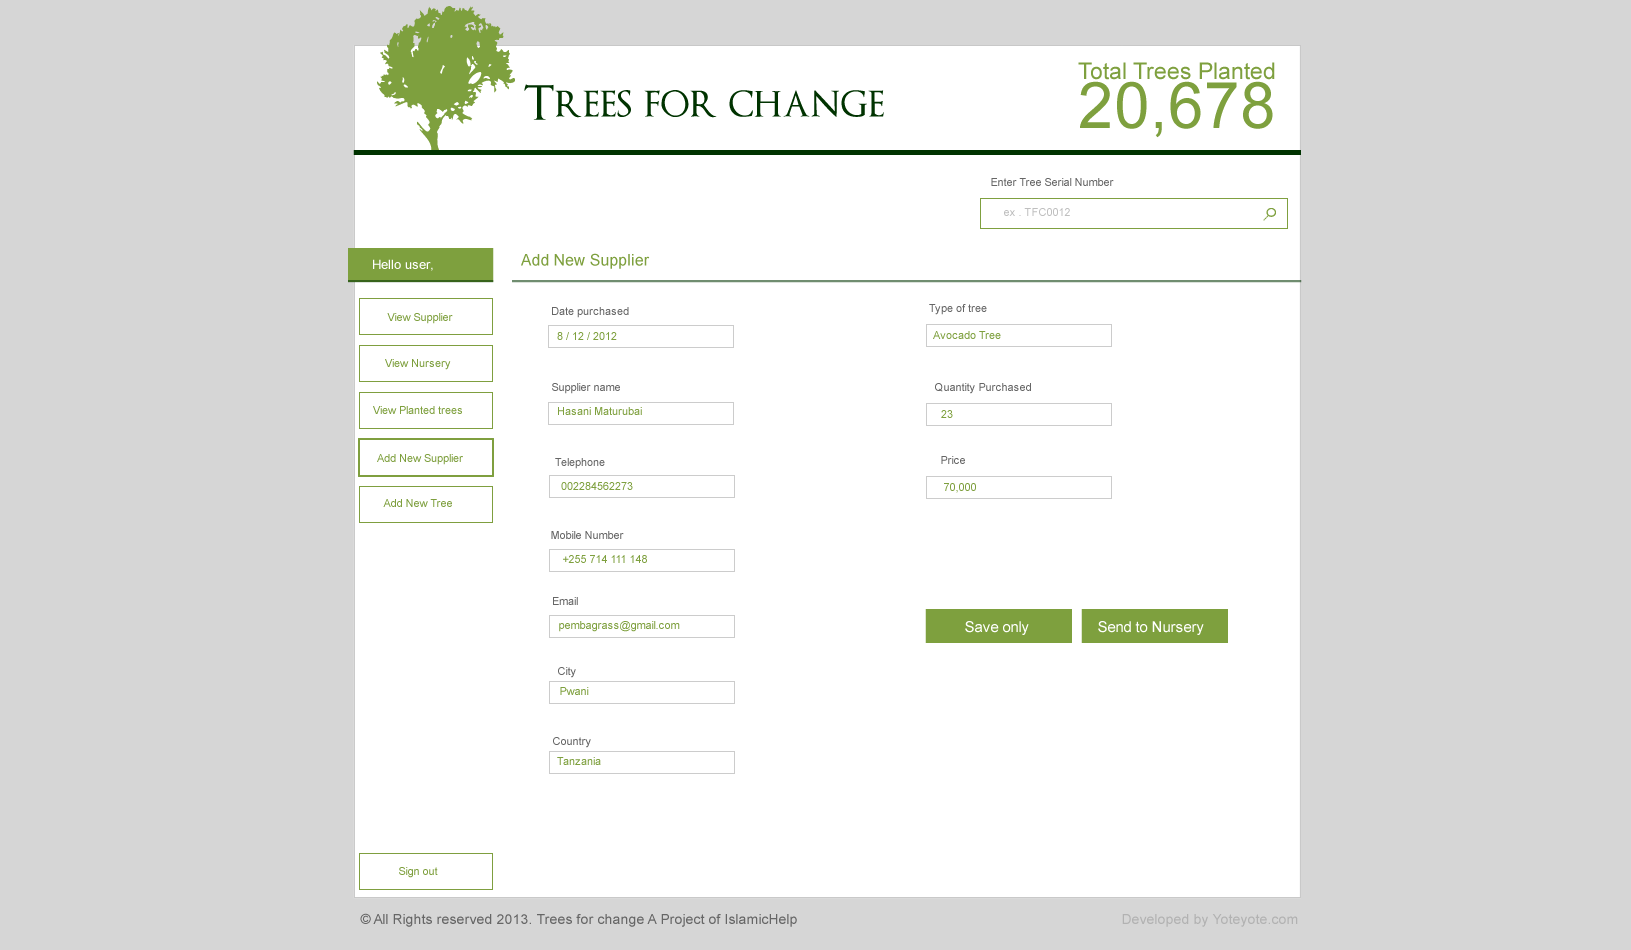 TREES FOR CHANGE
Total Trees Planted
20,678
Enter Tree Serial Number
ex . TFC0012
Hello user,
View Supplier
View Nursery
View Planted trees
Add New Supplier
Add New Tree
Sign out
Add New Supplier
Date purchased
8 / 12 / 2012
Supplier name
Hasani Maturubai
Telephone
002284562273
Mobile Number
+255 714 111 148
Email
pembagrass@gmail.com
City
Pwani
Country
Tanzania
Type of tree
Avocado Tree
Quantity Purchased
23
Price
70,000
Save only
Send to Nursery
© All Rights reserved 2013. Trees for change A Project of IslamicHelp
Developed by Yoteyote.com